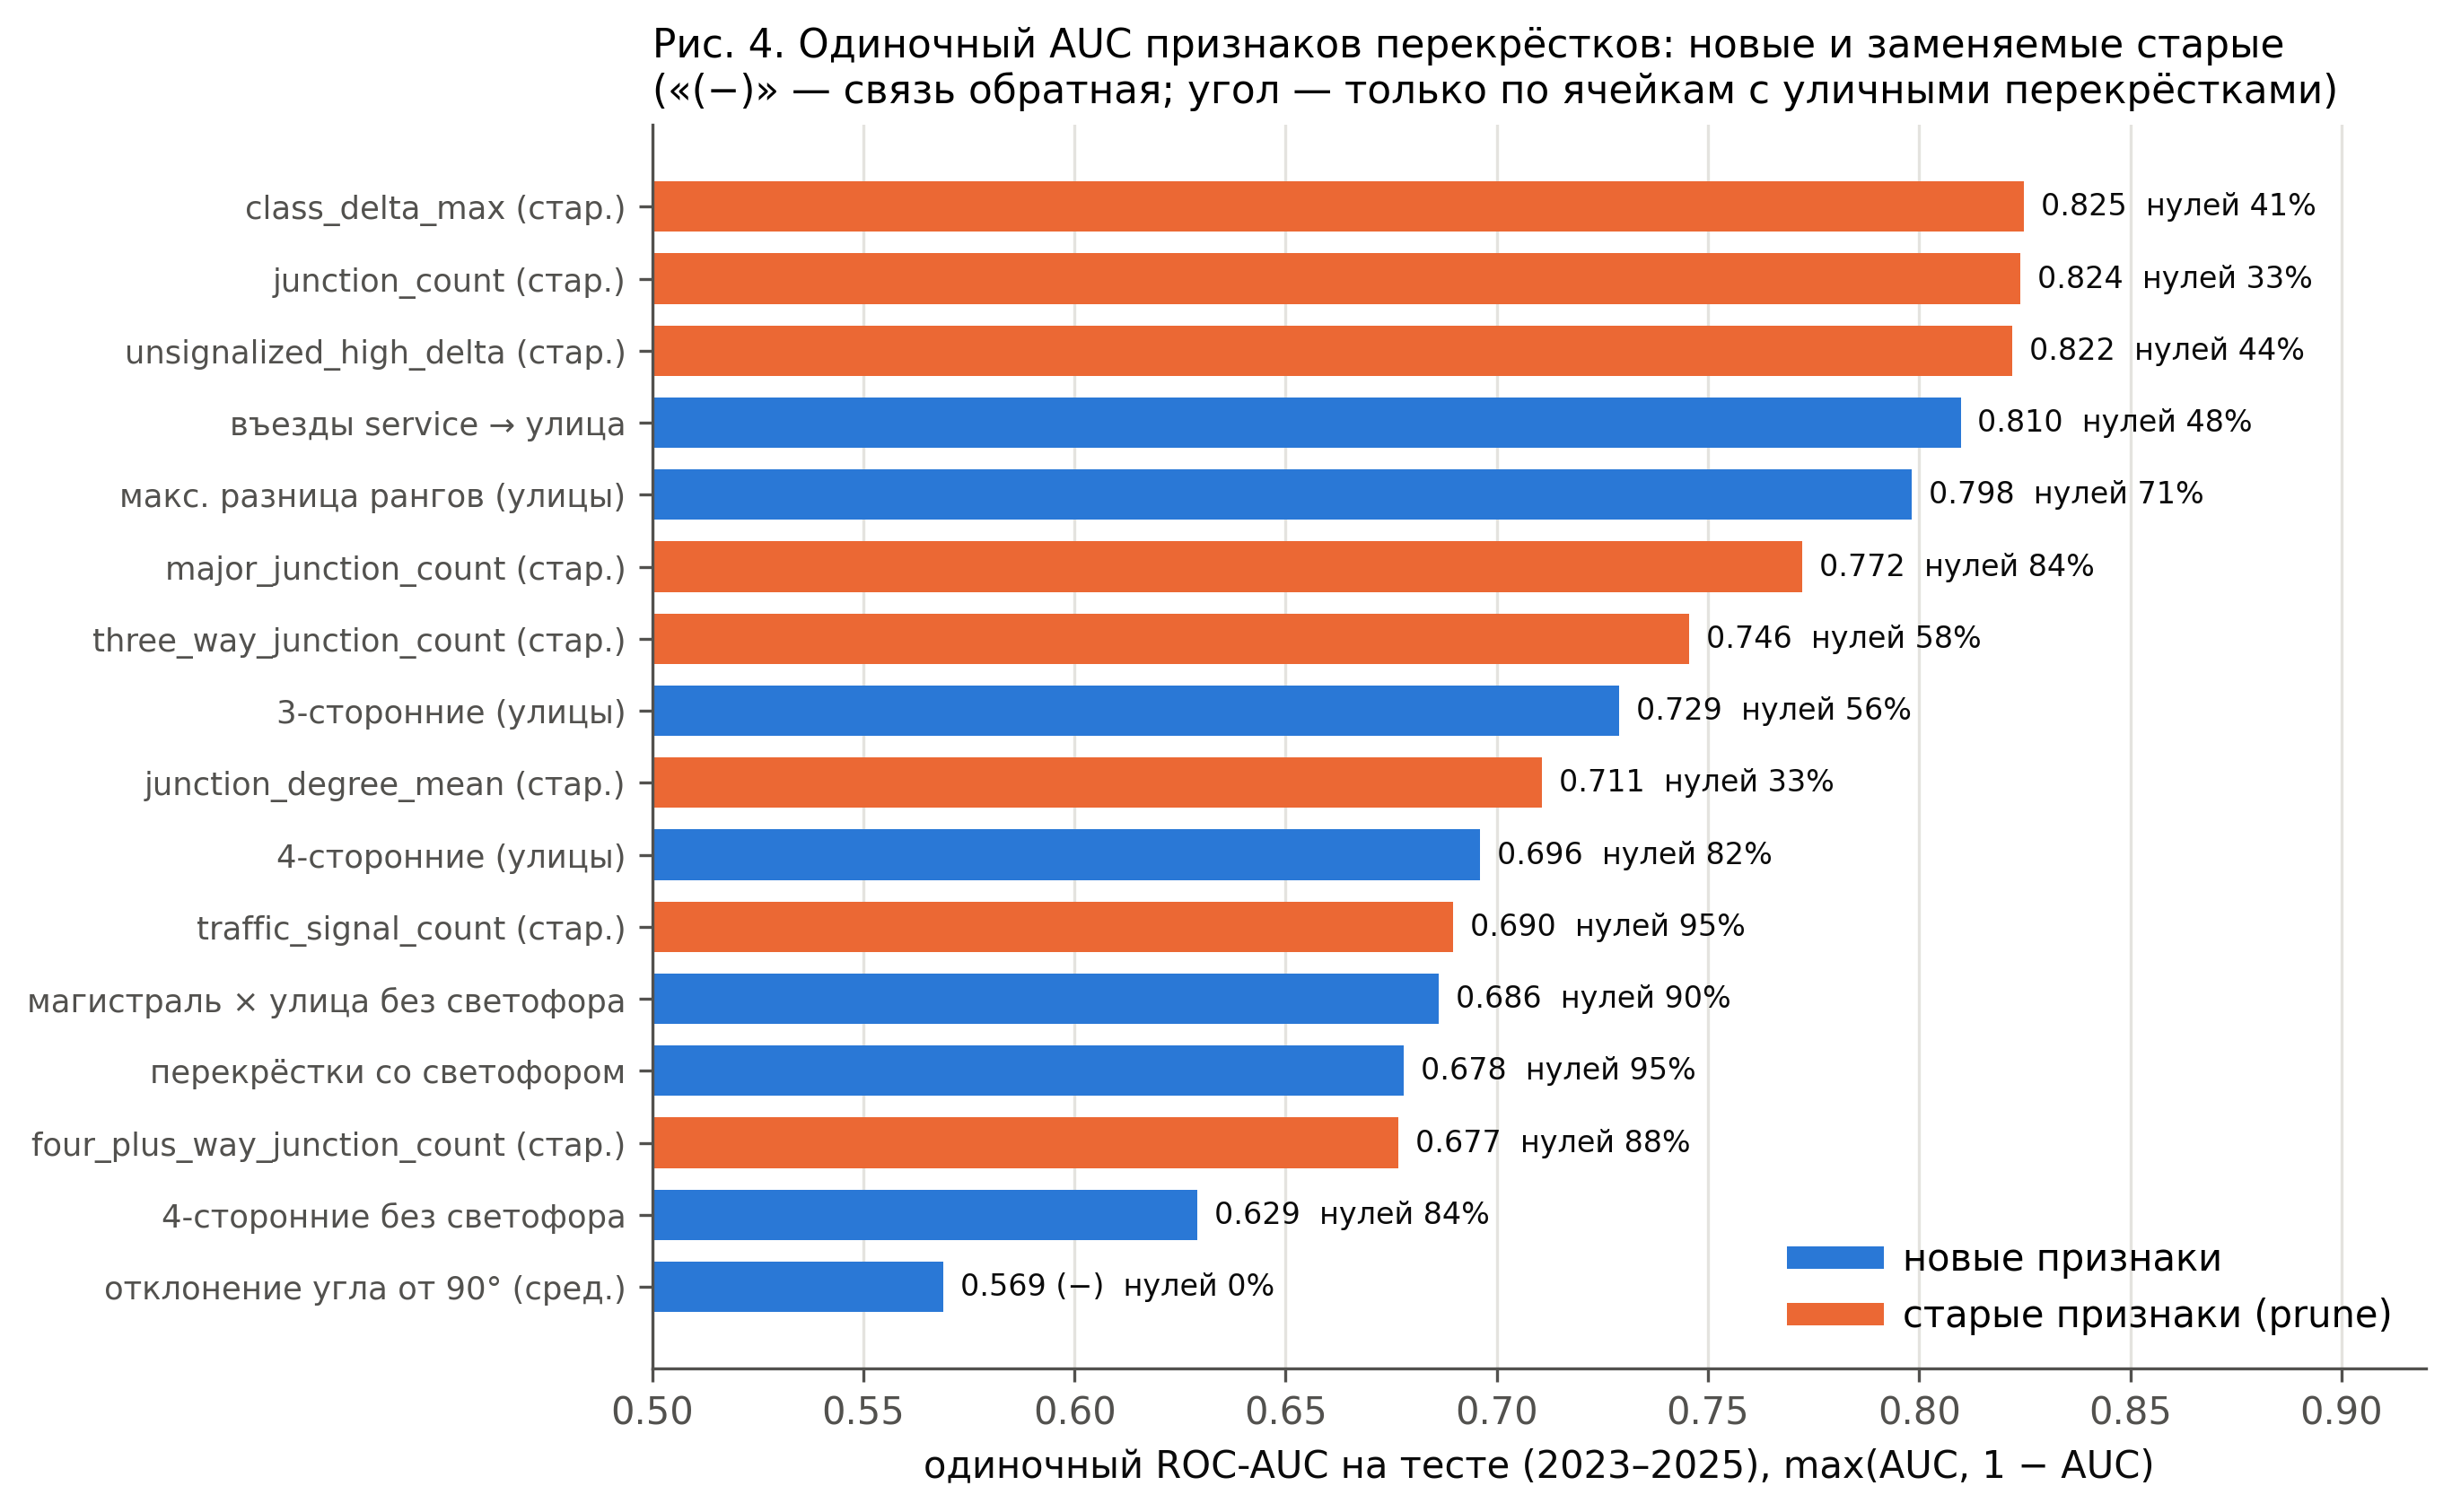 Рис. 4. Одиночный AUC признаков перекрёстков: новые и заменяемые старые
(«(−)» — связь обратная; угол — только по ячейкам с уличными перекрёстками)
class_delta_max (стар.) 0.825 нулей 41%
junction_count (стар.) 0.824 нулей 33%
unsignalized_high_delta (стар.) 0.822 нулей 44%
въезды service → улица 0.810 нулей 48%
макс. разница рангов (улицы) 0.798 нулей 71%
major_junction_count (стар.) 0.772 нулей 84%
three_way_junction_count (стар.) 0.746 нулей 58%
3-сторонние (улицы) 0.729 нулей 56%
junction_degree_mean (стар.) 0.711 нулей 33%
4-сторонние (улицы) 0.696 нулей 82%
traffic_signal_count (стар.) 0.690 нулей 95%
магистраль × улица без светофора 0.686 нулей 90%
перекрёстки со светофором 0.678 нулей 95%
four_plus_way_junction_count (стар.) 0.677 нулей 88%
4-сторонние без светофора 0.629 нулей 84%
отклонение угла от 90° (сред.) 0.569 (−) нулей 0%
новые признаки
старые признаки (prune)
0.50 0.55 0.60 0.65 0.70 0.75 0.80 0.85 0.90
одиночный ROC-AUC на тесте (2023–2025), max(AUC, 1 − AUC)